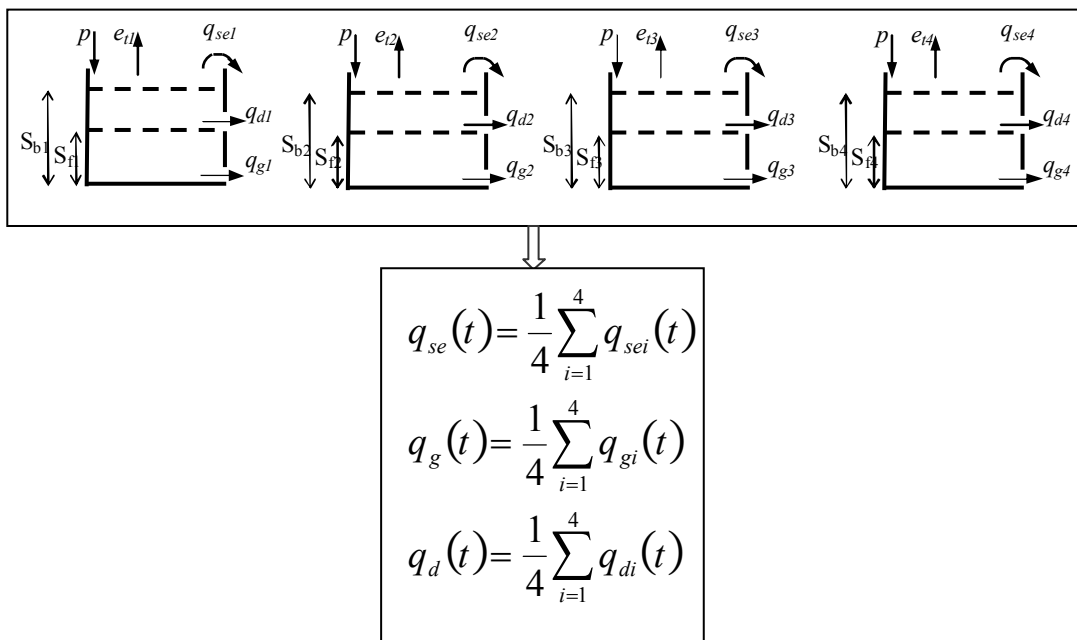 p e_{t1} q_{se1} p e_{t2} q_{se2} p e_{t3} q_{se3} p e_{t4} q_{se4}
S_{b1} S_{f1} q_{d1} S_{b2} S_{f2} q_{d2} S_{b3} S_{f3} q_{d3} S_{b4} S_{f4} q_{d4}
q_{g1} q_{g2} q_{g3} q_{g4}
q_{se}(t)=\frac{1}{4}\sum_{i=1}^{4} q_{sei}(t)
q_{g}(t)=\frac{1}{4}\sum_{i=1}^{4} q_{gi}(t)
q_{d}(t)=\frac{1}{4}\sum_{i=1}^{4} q_{di}(t)